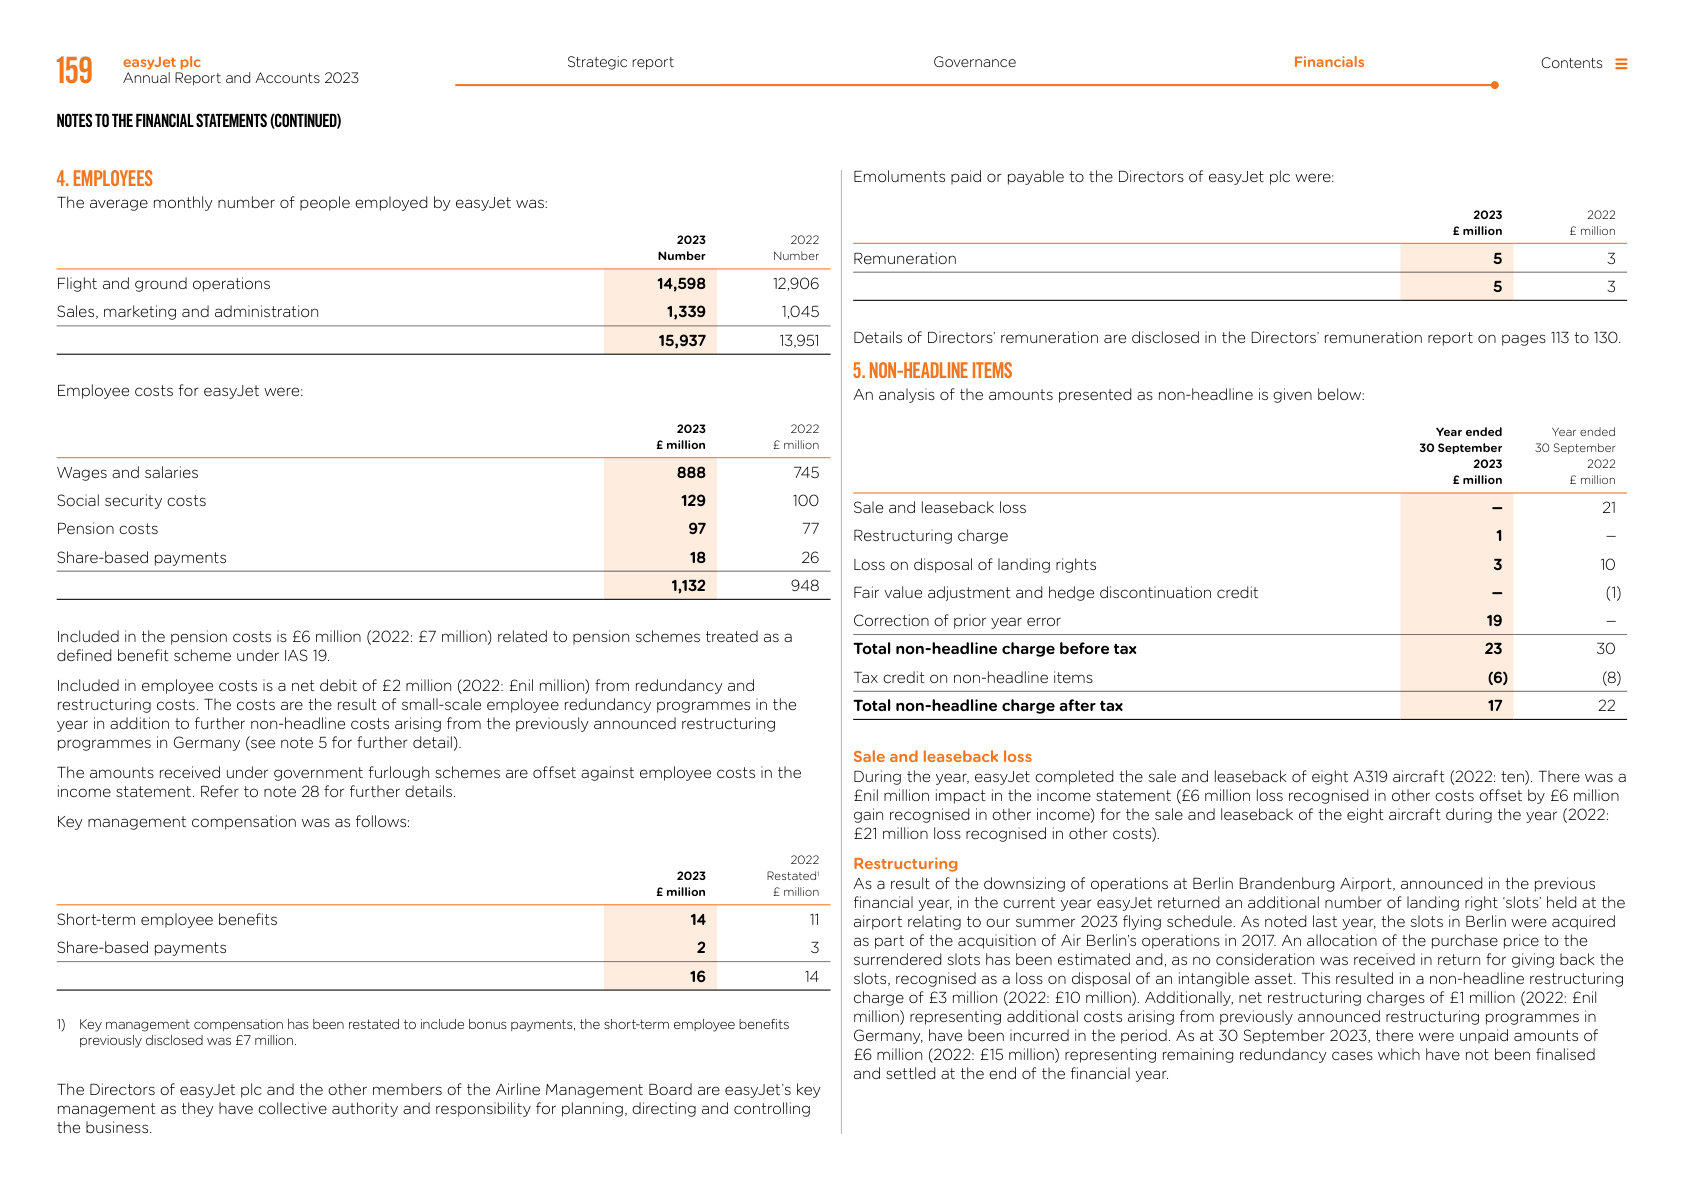 159
easyJet plc
Annual Report and Accounts 2023
Strategic report
Governance
Financials
Contents
NOTES TO THE FINANCIAL STATEMENTS (CONTINUED)
4. EMPLOYEES
The average monthly number of people employed by easyJet was:
2023 2022
Number Number
Flight and ground operations 14,598 12,906
Sales, marketing and administration 1,339 1,045
15,937 13,951
Employee costs for easyJet were:
2023 2022
£ million £ million
Wages and salaries 888 745
Social security costs 129 100
Pension costs 97 77
Share-based payments 18 26
1,132 948
Included in the pension costs is £6 million (2022: £7 million) related to pension schemes treated as a
defined benefit scheme under IAS 19.
Included in employee costs is a net debit of £2 million (2022: £nil million) from redundancy and
restructuring costs. The costs are the result of small-scale employee redundancy programmes in the
year in addition to further non-headline costs arising from the previously announced restructuring
programmes in Germany (see note 5 for further detail).
The amounts received under government furlough schemes are offset against employee costs in the
income statement. Refer to note 28 for further details.
Key management compensation was as follows:
2022
2023 Restated¹
£ million £ million
Short-term employee benefits 14 11
Share-based payments 2 3
16 14
1) Key management compensation has been restated to include bonus payments, the short-term employee benefits
previously disclosed was £7 million.
The Directors of easyJet plc and the other members of the Airline Management Board are easyJet's key
management as they have collective authority and responsibility for planning, directing and controlling
the business.
Emoluments paid or payable to the Directors of easyJet plc were:
2023 2022
£ million £ million
Remuneration 5 3
5 3
Details of Directors' remuneration are disclosed in the Directors' remuneration report on pages 113 to 130.
5. NON-HEADLINE ITEMS
An analysis of the amounts presented as non-headline is given below:
Year ended Year ended
30 September 30 September
2023 2022
£ million £ million
Sale and leaseback loss – 21
Restructuring charge 1 –
Loss on disposal of landing rights 3 10
Fair value adjustment and hedge discontinuation credit – (1)
Correction of prior year error 19 –
Total non-headline charge before tax 23 30
Tax credit on non-headline items (6) (8)
Total non-headline charge after tax 17 22
Sale and leaseback loss
During the year, easyJet completed the sale and leaseback of eight A319 aircraft (2022: ten). There was a
£nil million impact in the income statement (£6 million loss recognised in other costs offset by £6 million
gain recognised in other income) for the sale and leaseback of the eight aircraft during the year (2022:
£21 million loss recognised in other costs).
Restructuring
As a result of the downsizing of operations at Berlin Brandenburg Airport, announced in the previous
financial year, in the current year easyJet returned an additional number of landing right 'slots' held at the
airport relating to our summer 2023 flying schedule. As noted last year, the slots in Berlin were acquired
as part of the acquisition of Air Berlin's operations in 2017. An allocation of the purchase price to the
surrendered slots has been estimated and, as no consideration was received in return for giving back the
slots, recognised as a loss on disposal of an intangible asset. This resulted in a non-headline restructuring
charge of £3 million (2022: £10 million). Additionally, net restructuring charges of £1 million (2022: £nil
million) representing additional costs arising from previously announced restructuring programmes in
Germany, have been incurred in the period. As at 30 September 2023, there were unpaid amounts of
£6 million (2022: £15 million) representing remaining redundancy cases which have not been finalised
and settled at the end of the financial year.